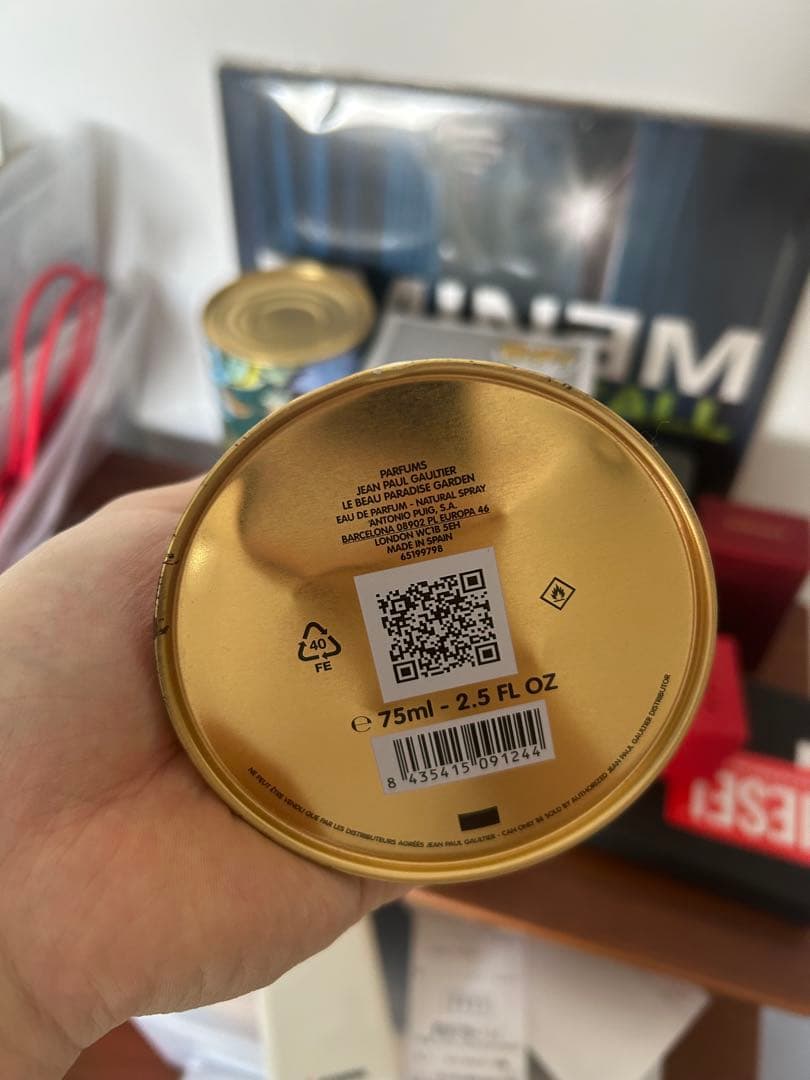 PARFUMS
JEAN PAUL GAULTIER
LE BEAU PARADISE GARDEN
EAU DE PARFUM - NATURAL SPRAY
ANTONIO PUIG, S.A.
BARCELONA 08902 PL EUROPA 46
LONDON WC1B 5EH
MADE IN SPAIN
65199798
40
FE
e 75ml - 2.5 FL OZ
8 435415 091244
NE PEUT ÊTRE VENDU QUE PAR LES DISTRIBUTEURS AGRÉÉS JEAN PAUL GAULTIER - CAN ONLY BE SOLD BY AUTHORIZED JEAN PAUL GAULTIER DISTRIBUTOR